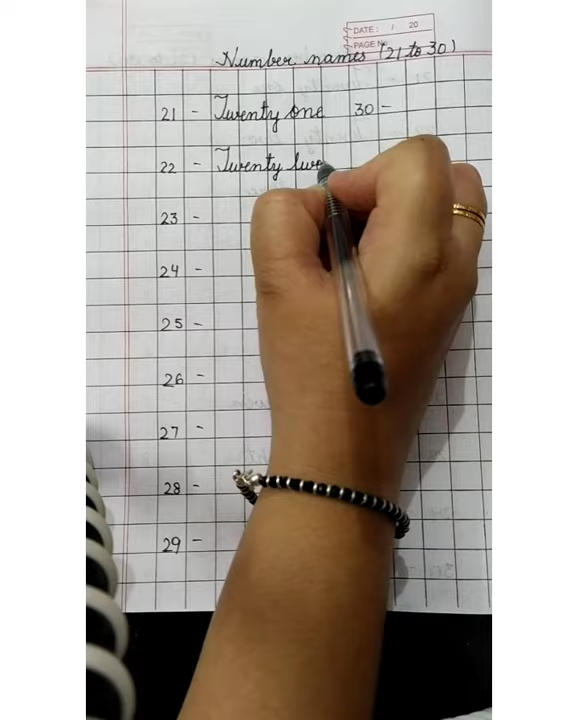 DATE: / 20
PAGE No.
Number names (21 to 30)
21 - Twenty one 30 -
22 - Twenty two
23 -
24 -
25 -
26 -
27 -
28 -
29 -